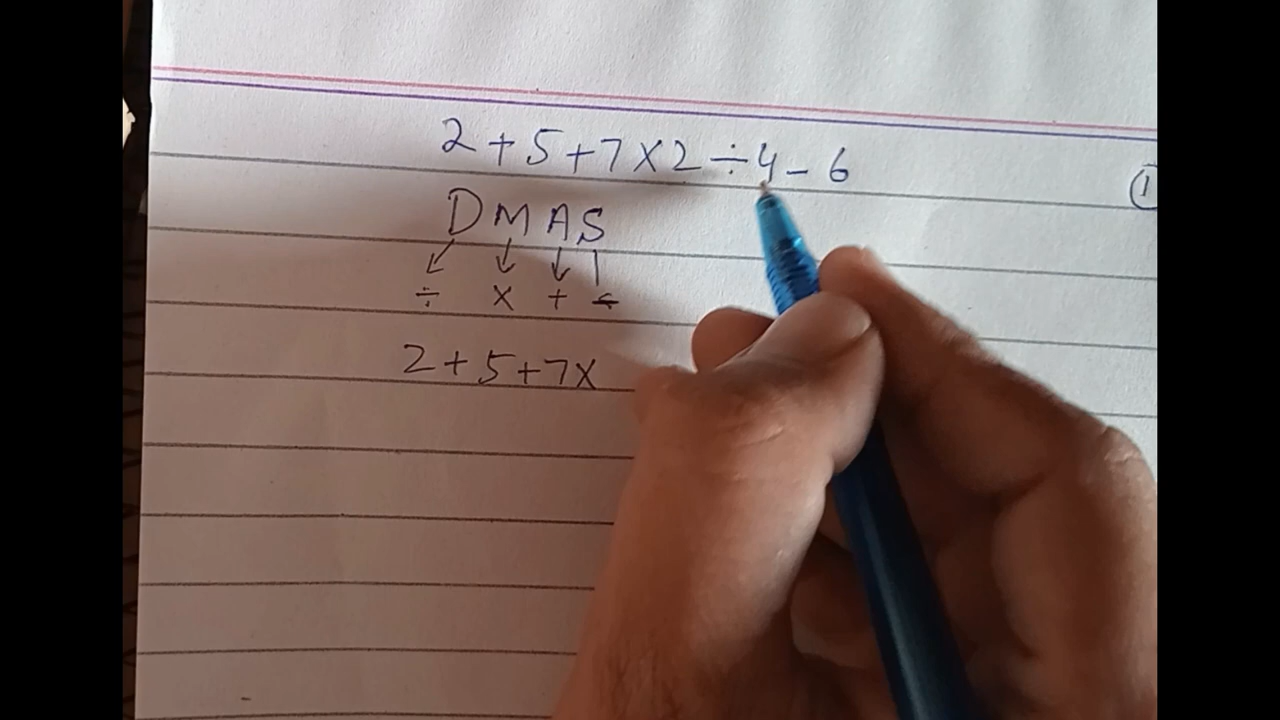 2+5+7×2÷4-6
①
DMAS
÷ × + -
2+5+7×